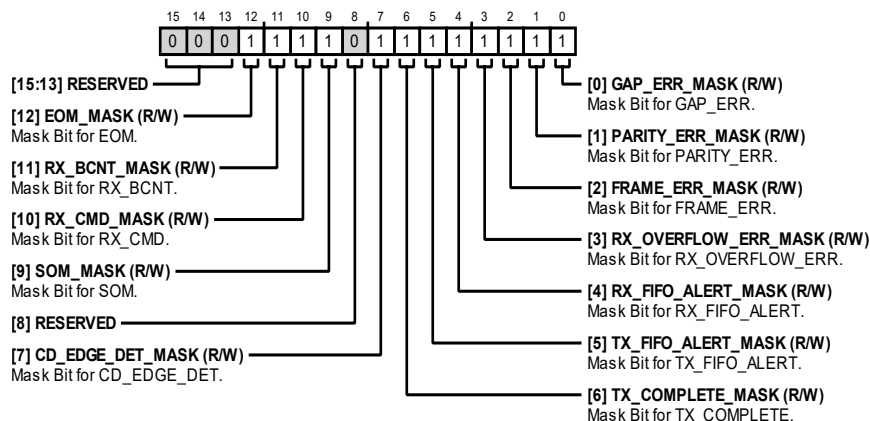 15 14 13 12 11 10 9 8 7 6 5 4 3 2 1 0
0 0 0 1 1 1 1 0 1 1 1 1 1 1 1 1
[15:13] RESERVED
[12] EOM_MASK (R/W)
Mask Bit for EOM.
[11] RX_BCNT_MASK (R/W)
Mask Bit for RX_BCNT.
[10] RX_CMD_MASK (R/W)
Mask Bit for RX_CMD.
[9] SOM_MASK (R/W)
Mask Bit for SOM.
[8] RESERVED
[7] CD_EDGE_DET_MASK (R/W)
Mask Bit for CD_EDGE_DET.
[0] GAP_ERR_MASK (R/W)
Mask Bit for GAP_ERR.
[1] PARITY_ERR_MASK (R/W)
Mask Bit for PARITY_ERR.
[2] FRAME_ERR_MASK (R/W)
Mask Bit for FRAME_ERR.
[3] RX_OVERFLOW_ERR_MASK (R/W)
Mask Bit for RX_OVERFLOW_ERR.
[4] RX_FIFO_ALERT_MASK (R/W)
Mask Bit for RX_FIFO_ALERT.
[5] TX_FIFO_ALERT_MASK (R/W)
Mask Bit for TX_FIFO_ALERT.
[6] TX_COMPLETE_MASK (R/W)
Mask Bit for TX_COMPLETE.